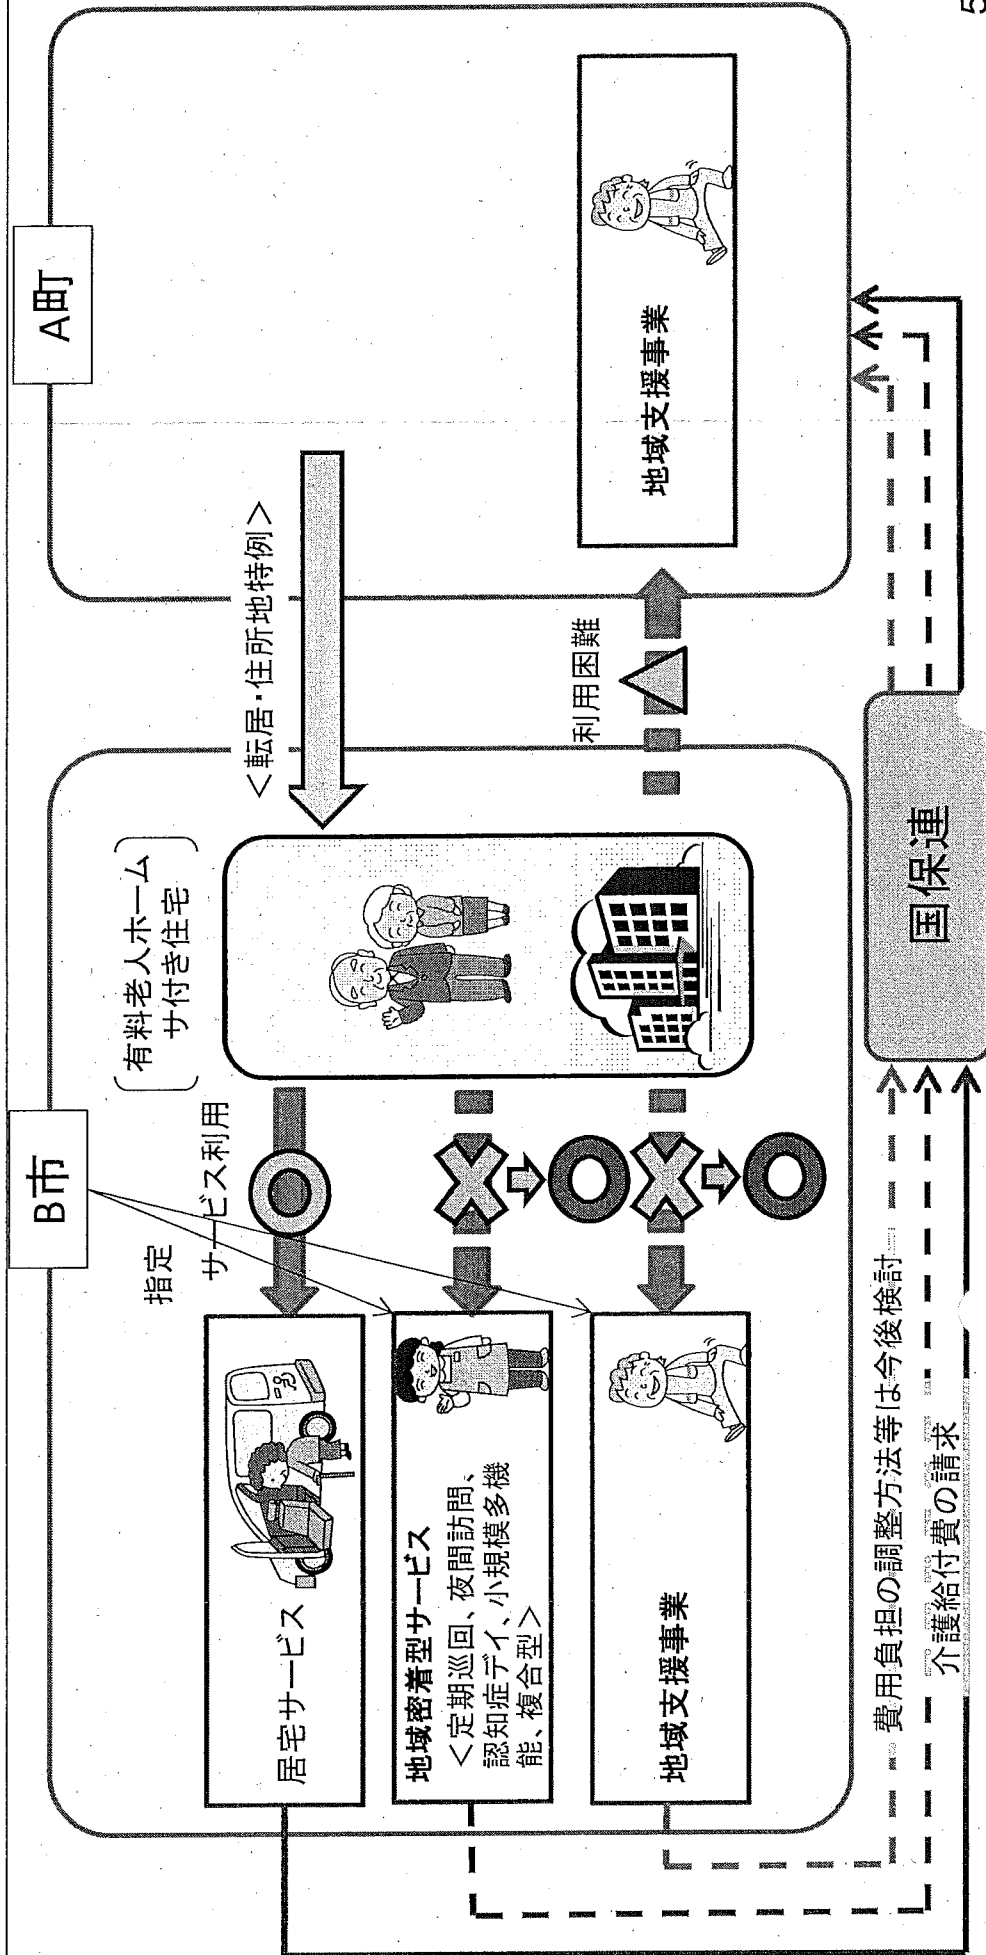 B市
A町
指定
サービス利用
有料老人ホーム
サ付き住宅
＜転居・住所地特例＞
居宅サービス
地域密着型サービス
＜定期巡回、夜間訪問、
認知症デイ、小規模多機
能、複合型＞
地域支援事業
利用困難
地域支援事業
費用負担の調整方法等は今後検討
介護給付費の請求
国保連
5